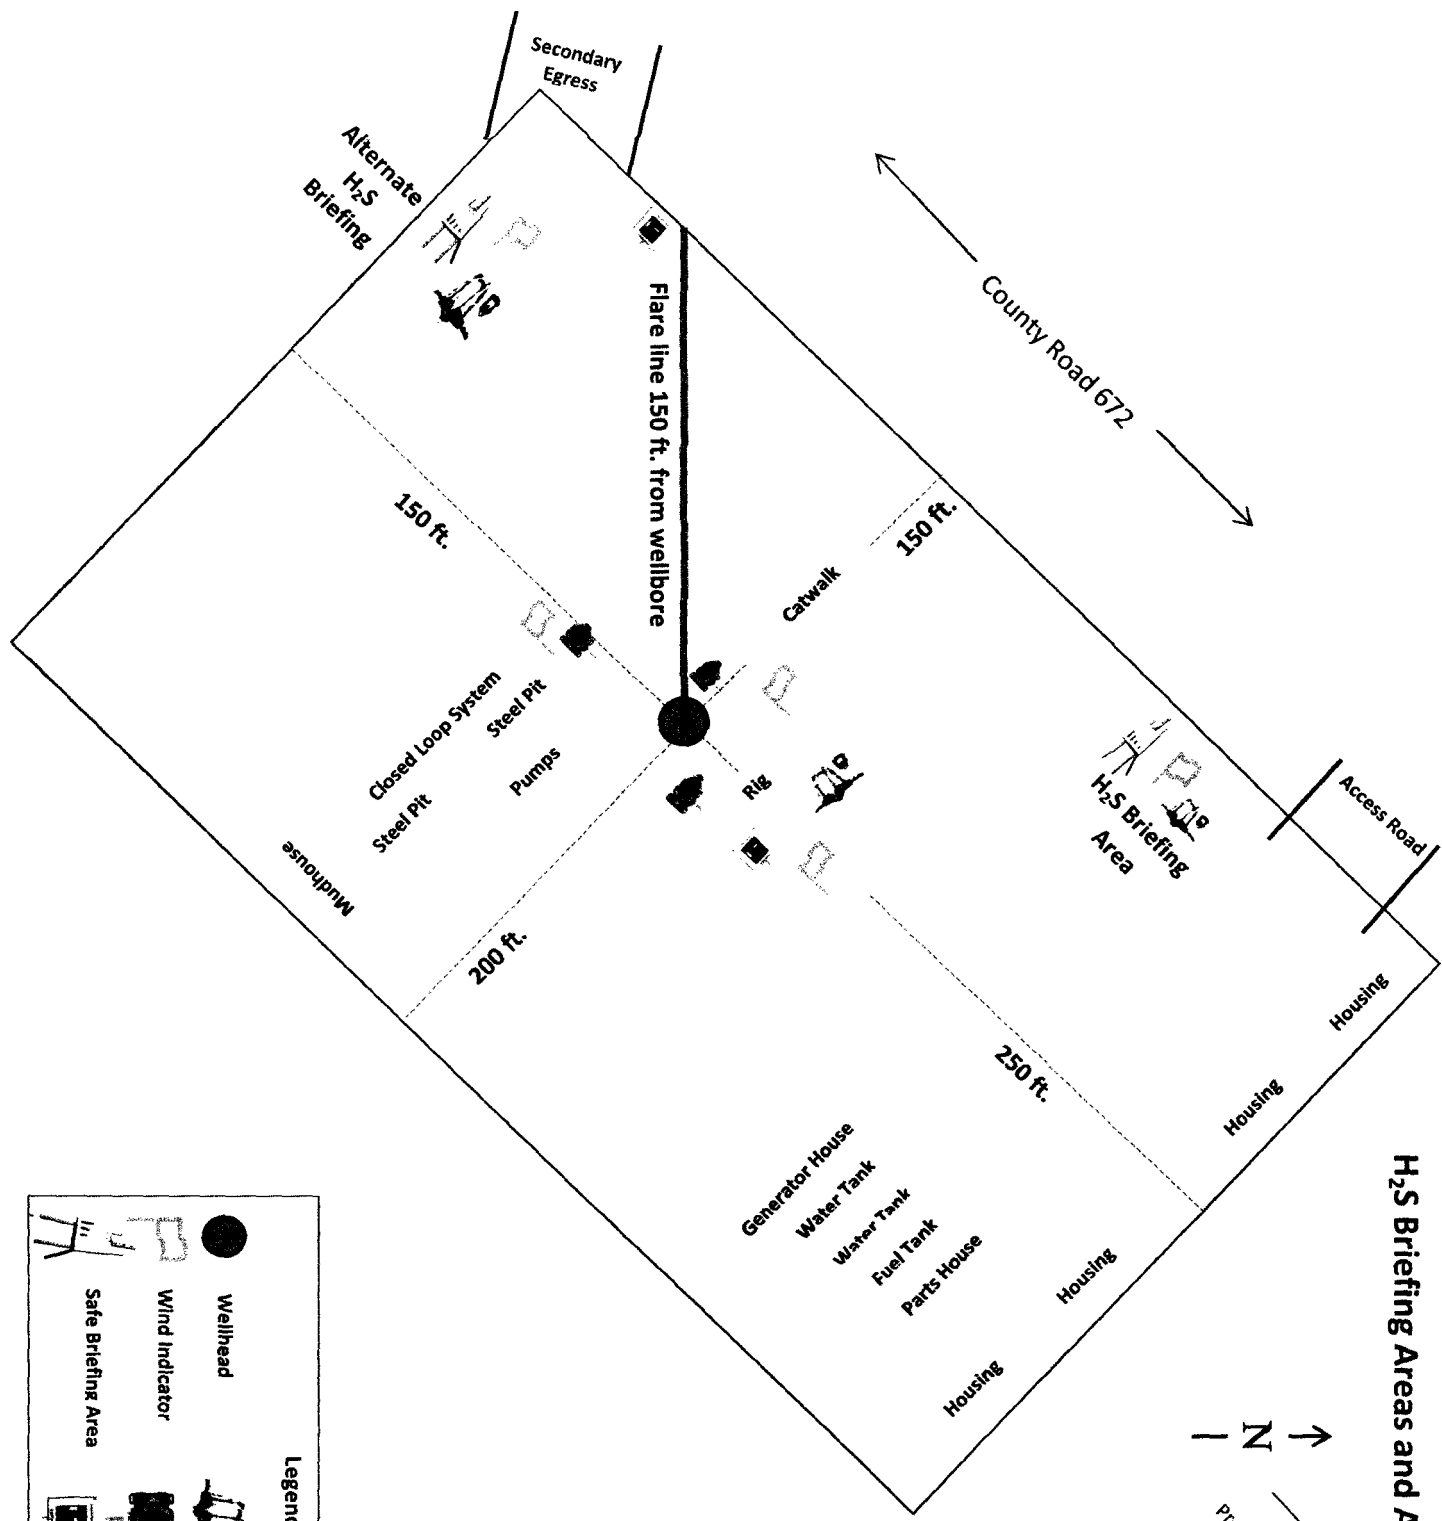 H₂S Briefing Areas and
Secondary
Egress
Alternate
H₂S
Briefing
County Road 672
Flare line 150 ft. from wellbore
150 ft.
150 ft.
Catwalk
Access Road
H₂S Briefing
Area
Closed Loop System
Steel Pit
Pumps
Steel Pit
Mudhouse
Rig
200 ft.
250 ft.
Housing
Housing
Housing
Housing
Generator House
Water Tank
Water Tank
Fuel Tank
Parts House
N
Wellhead
Wind Indicator
Safe Briefing Area